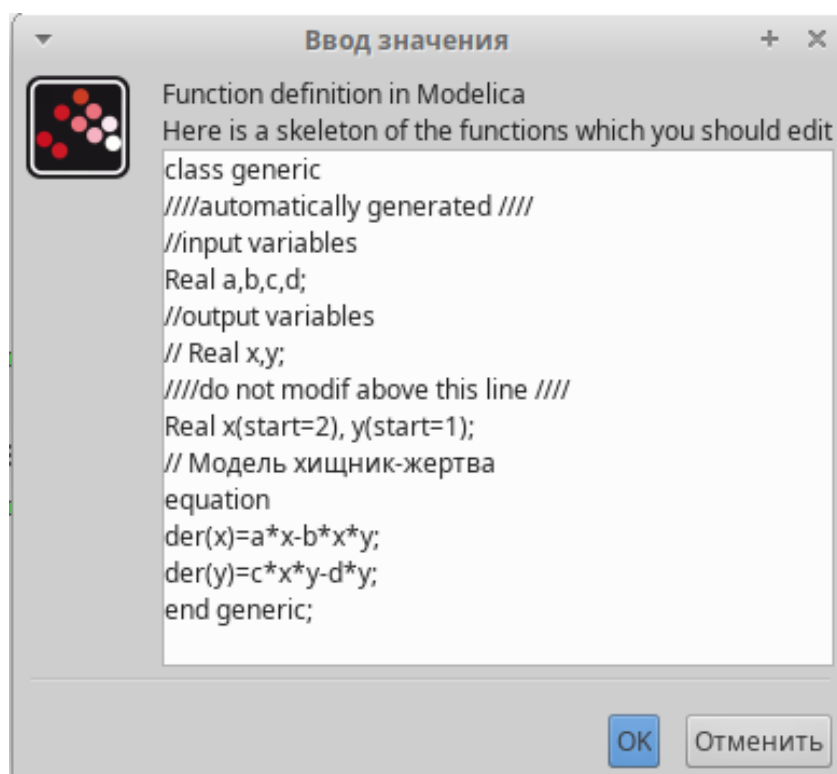 Ввод значения
Function definition in Modelica
Here is a skeleton of the functions which you should edit
class generic
////automatically generated ////
//input variables
Real a,b,c,d;
//output variables
// Real x,y;
////do not modif above this line ////
Real x(start=2), y(start=1);
// Модель хищник-жертва
equation
der(x)=a*x-b*x*y;
der(y)=c*x*y-d*y;
end generic;
OK
Отменить